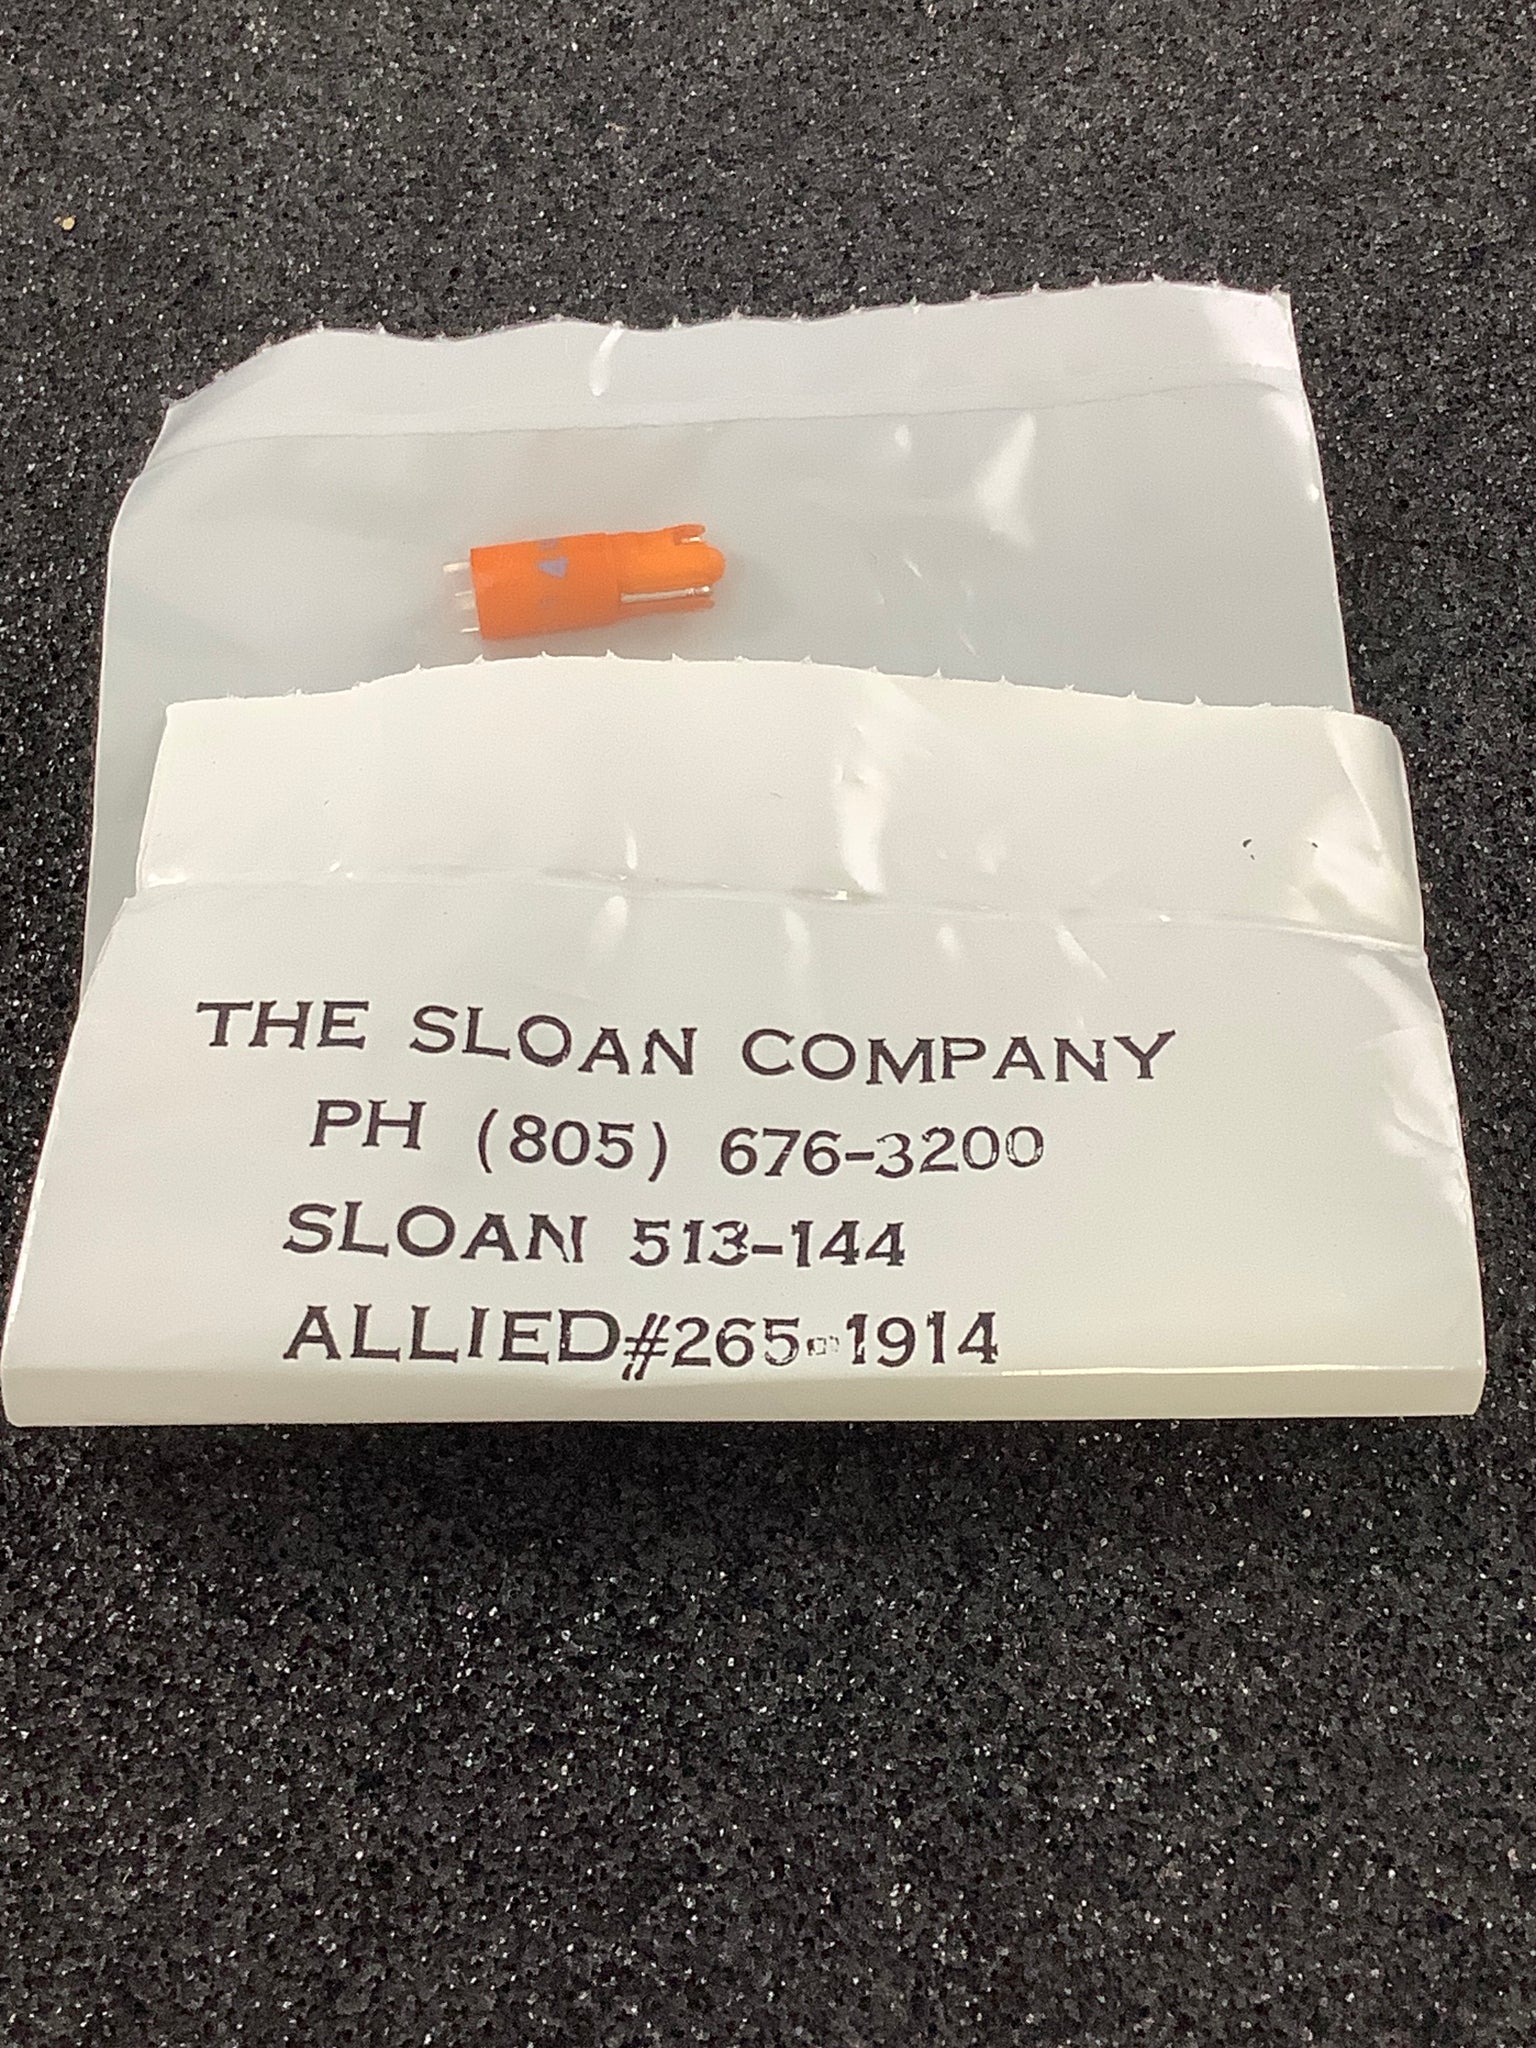 THE SLOAN COMPANY
PH (805) 676-3200
SLOAN 513-144
ALLIED#265-1914